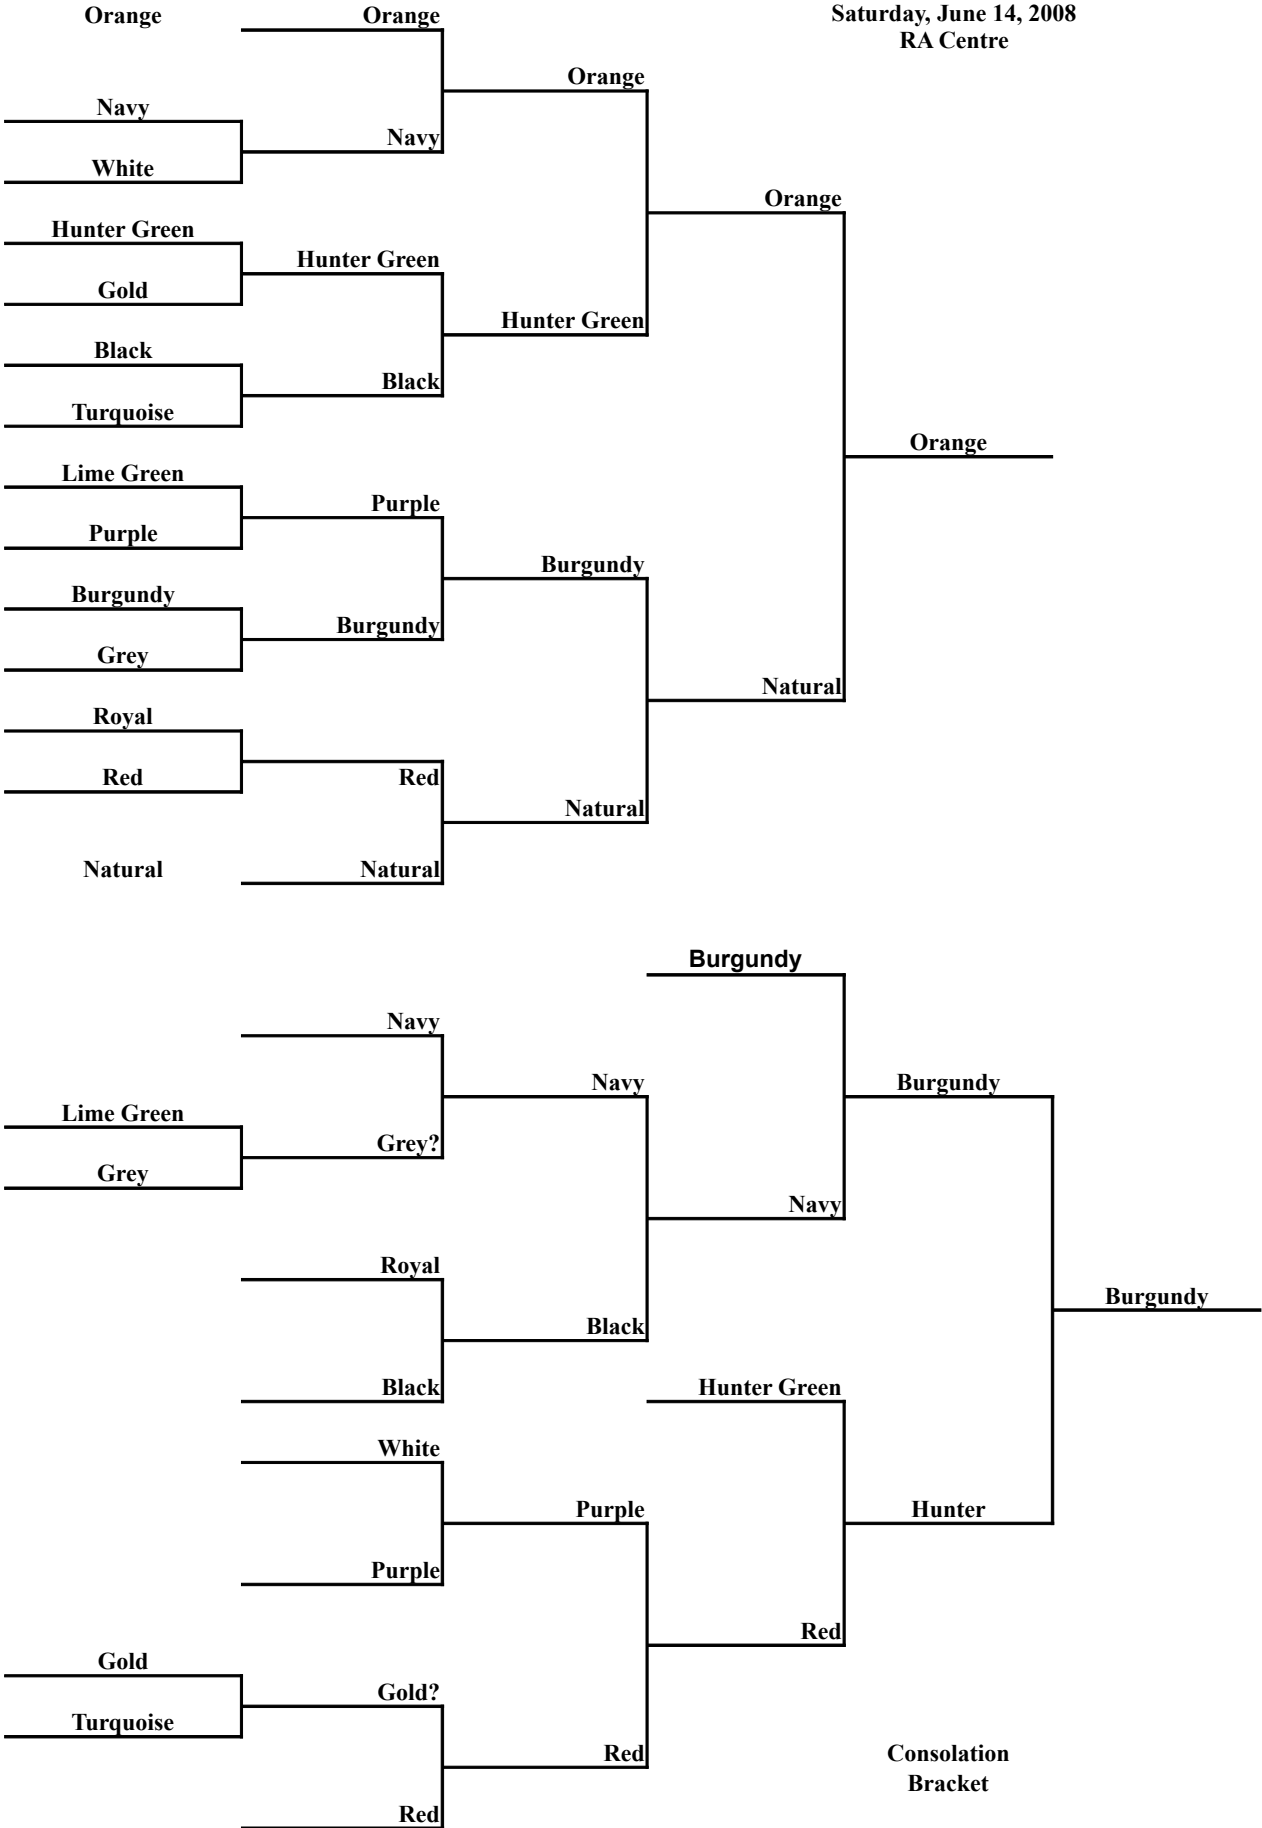 Orange
Orange
Saturday, June 14, 2008
RA Centre
Orange
Navy
Navy
White
Orange
Hunter Green
Hunter Green
Gold
Hunter Green
Black
Black
Turquoise
Orange
Lime Green
Purple
Purple
Burgundy
Burgundy
Burgundy
Grey
Natural
Royal
Red
Red
Natural
Natural
Natural
Burgundy
Navy
Navy
Burgundy
Lime Green
Grey?
Grey
Navy
Royal
Burgundy
Black
Black
Hunter Green
White
Purple
Hunter
Purple
Red
Gold
Gold?
Turquoise
Red
Consolation
Bracket
Red